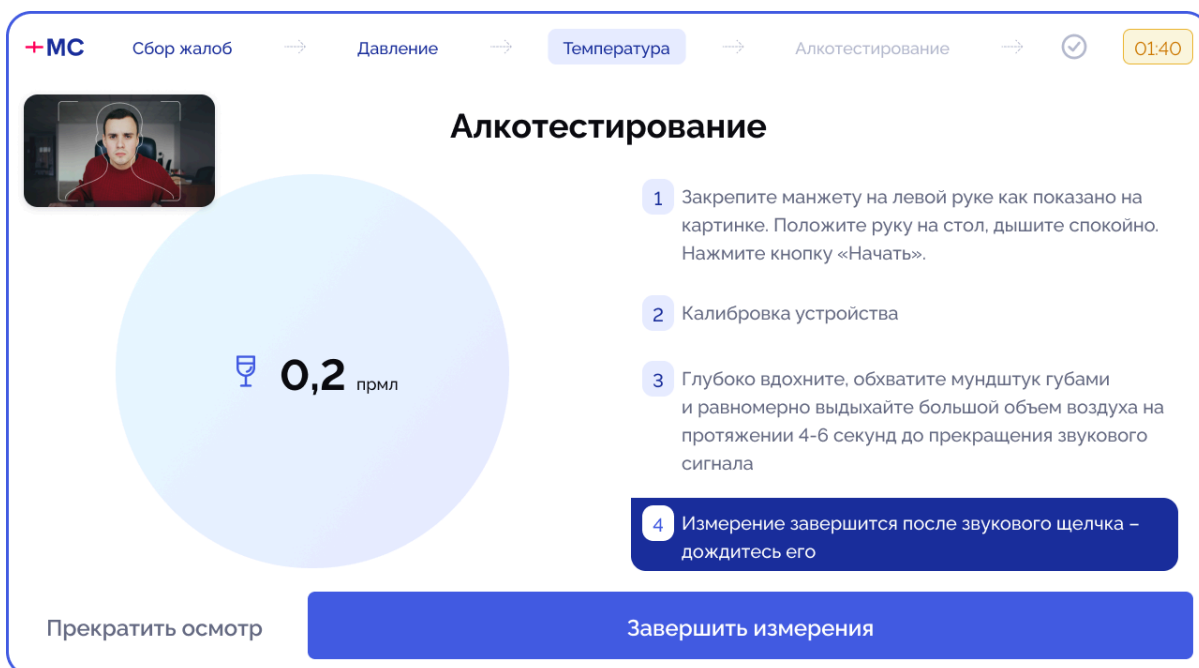 +МС
Сбор жалоб
Давление
Температура
Алкотестирование
01:40
Алкотестирование
1 Закрепите манжету на левой руке как показано на
картинке. Положите руку на стол, дышите спокойно.
Нажмите кнопку «Начать».
2 Калибровка устройства
3 Глубоко вдохните, обхватите мундштук губами
и равномерно выдыхайте большой объем воздуха на
протяжении 4-6 секунд до прекращения звукового
сигнала
4 Измерение завершится после звукового щелчка –
дождитесь его
0,2 прмл
Прекратить осмотр
Завершить измерения